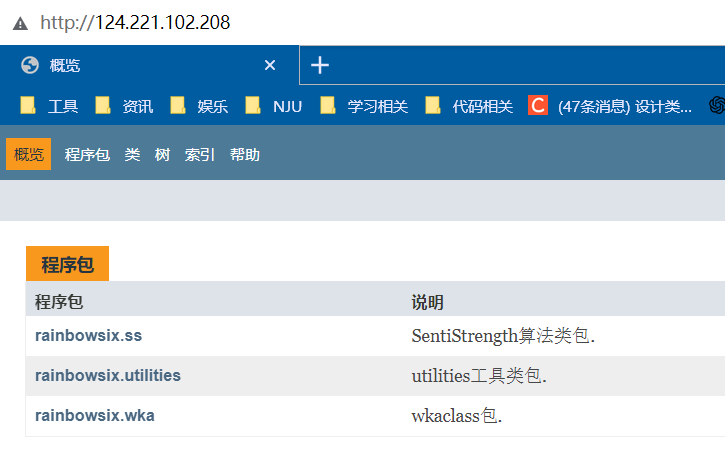 http://124.221.102.208
概览
工具 资讯 娱乐 NJU 学习相关 代码相关 C (47条消息) 设计类...
概览 程序包 类 树 索引 帮助
程序包
程序包 说明
rainbowsix.ss SentiStrength算法类包.
rainbowsix.utilities utilities工具类包.
rainbowsix.wka wkaclass包.